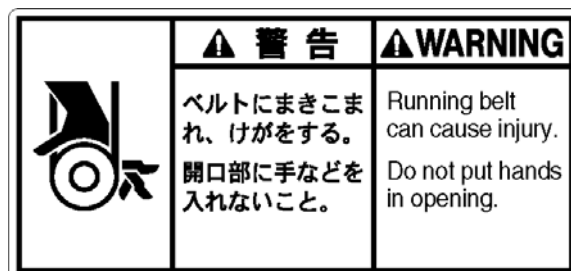 警告
ベルトにまきこま
れ、けがをする。
開口部に手などを
入れないこと。
WARNING
Running belt
can cause injury.
Do not put hands
in opening.